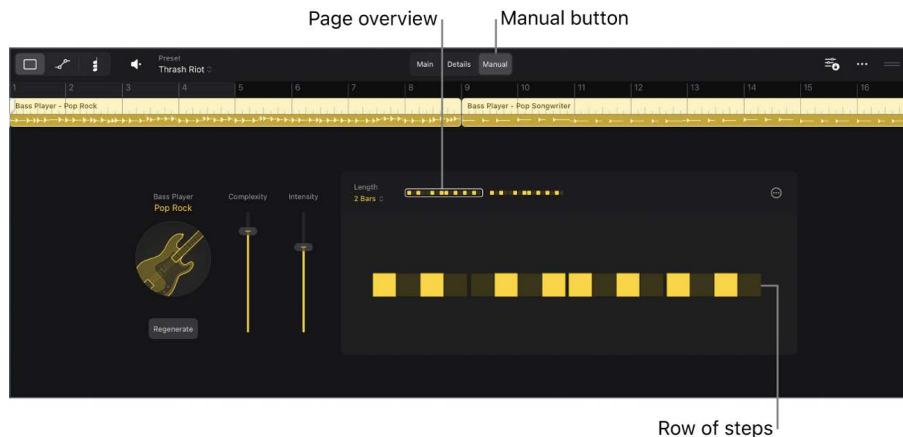 Page overview
Manual button
Preset
Thrash Riot
Main Details Manual
1 2 3 4 5 6 7 8 9 10 11 12 13 14 15 16
Bass Player - Pop Rock
Bass Player - Pop Songwriter
Bass Player
Pop Rock
Complexity
Intensity
Regenerate
Length
2 Bars
Row of steps